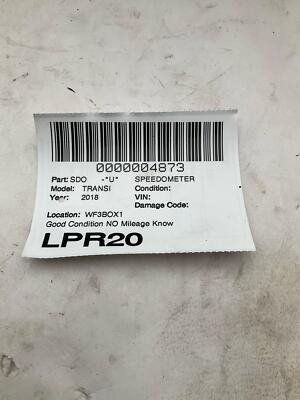 0000004873
Part: SDO -"U" SPEEDOMETER
Model: TRANSI Condition:
Year: 2018 VIN:
Damage Code:
Location: WF3BOX1
Good Condition NO Mileage Know
LPR20